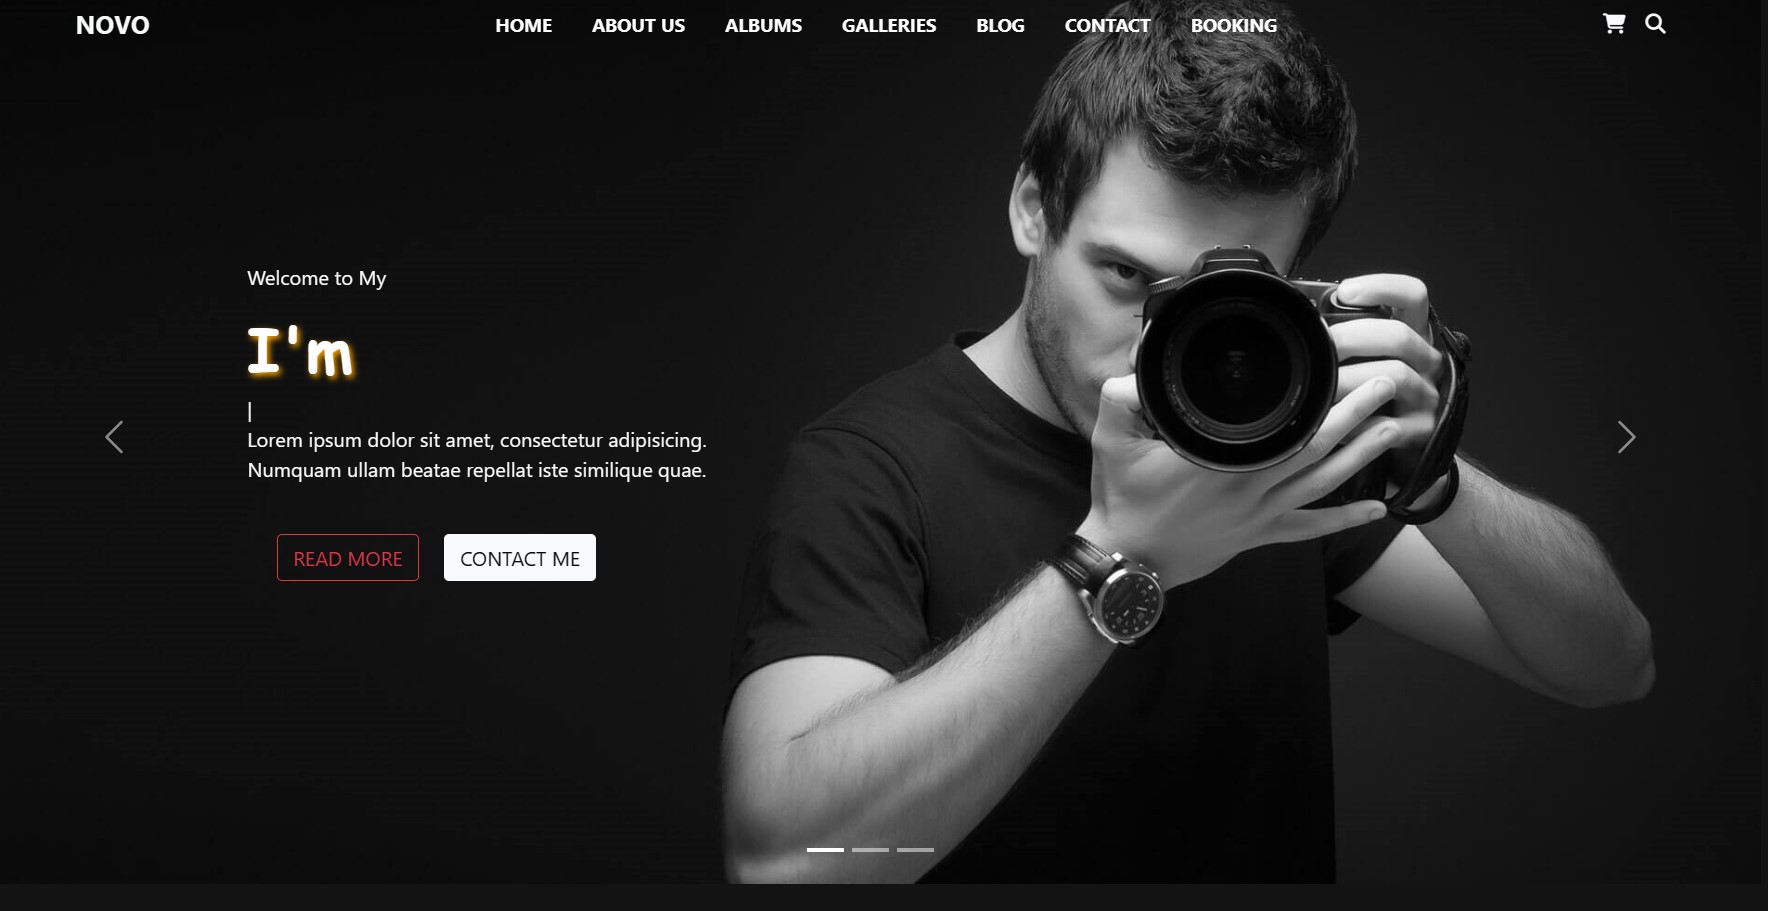 NOVO
HOME ABOUT US ALBUMS GALLERIES BLOG CONTACT BOOKING
Welcome to My
I'm
|
Lorem ipsum dolor sit amet, consectetur adipisicing.
Numquam ullam beatae repellat iste similique quae.
READ MORE CONTACT ME